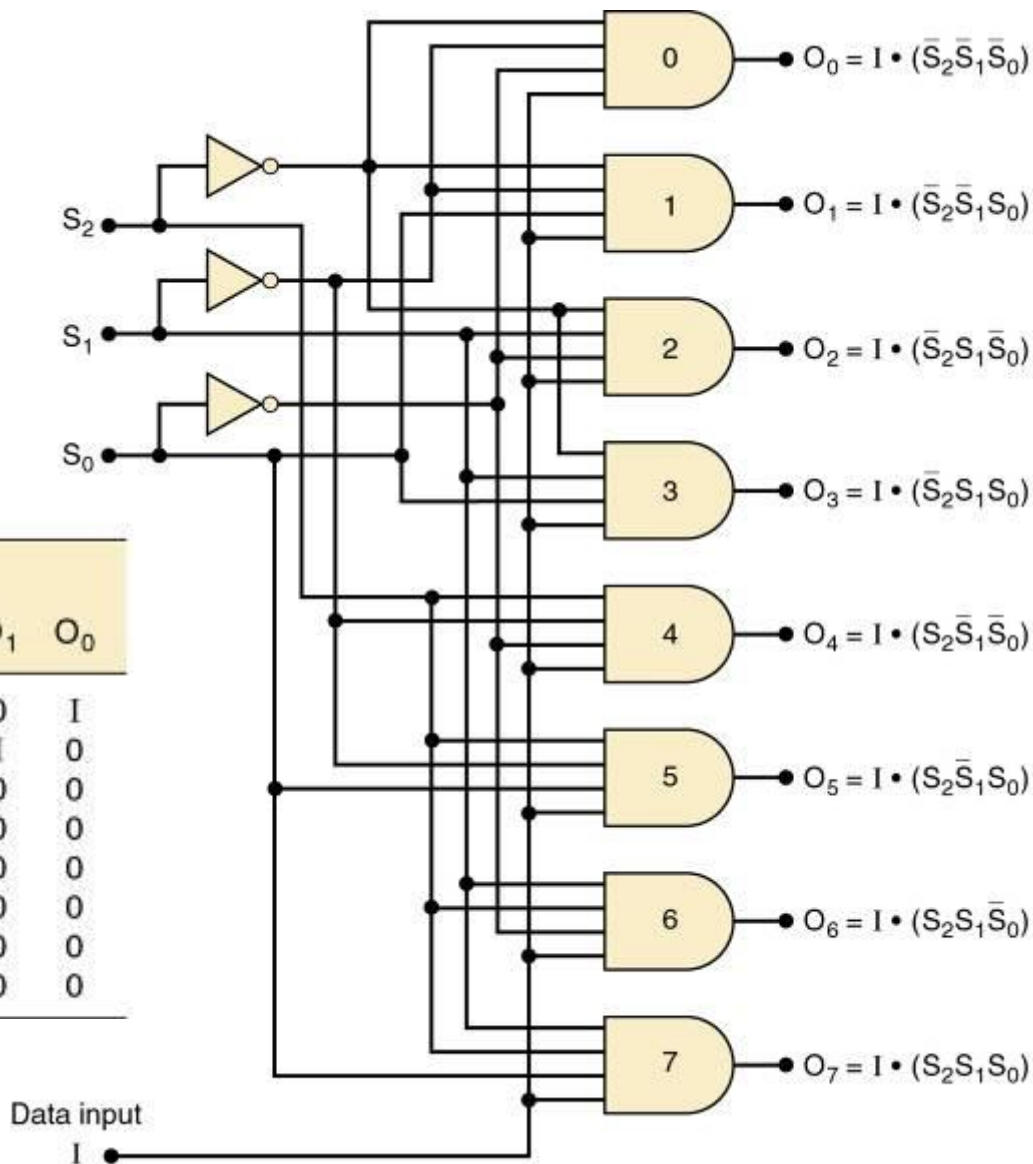 0
O₀ = I • (S̅₂S̅₁S̅₀)
1
O₁ = I • (S̅₂S̅₁S₀)
S₂
S₁
2
O₂ = I • (S̅₂S₁S̅₀)
S₀
3
O₃ = I • (S̅₂S₁S₀)
O₀
4
O₄ = I • (S₂S̅₁S̅₀)
I
0
0
5
O₅ = I • (S₂S̅₁S₀)
0
0
0
6
O₆ = I • (S₂S₁S̅₀)
0
0
7
O₇ = I • (S₂S₁S₀)
Data input
I